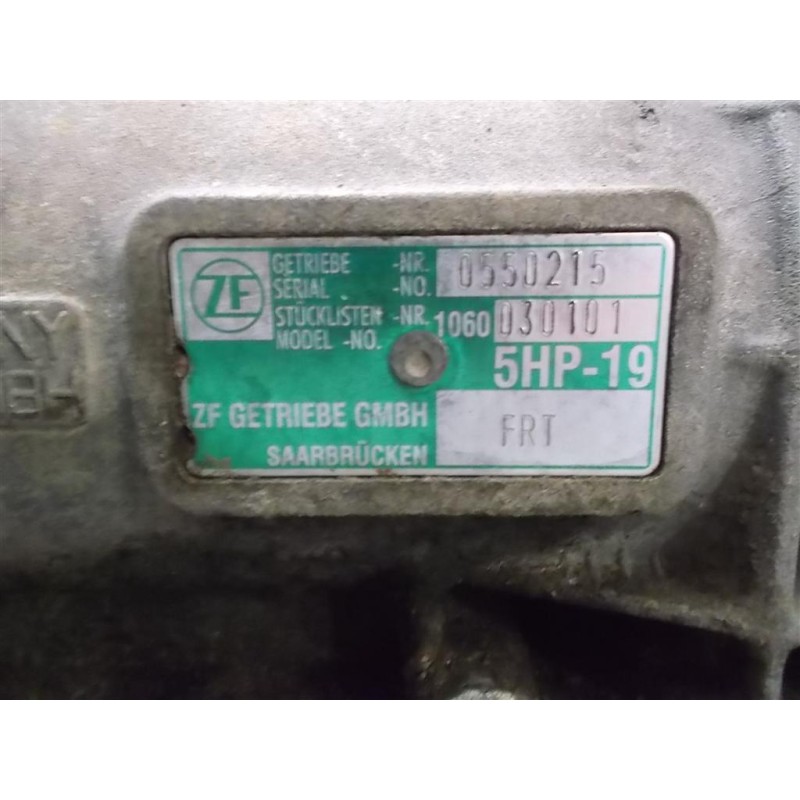 ZF
GETRIEBE -NR. 0550215
SERIAL -NO.
STÜCKLISTEN -NR. 1060 030101
MODEL -NO.
5HP-19
ZF GETRIEBE GMBH FRT
SAARBRÜCKEN
NY